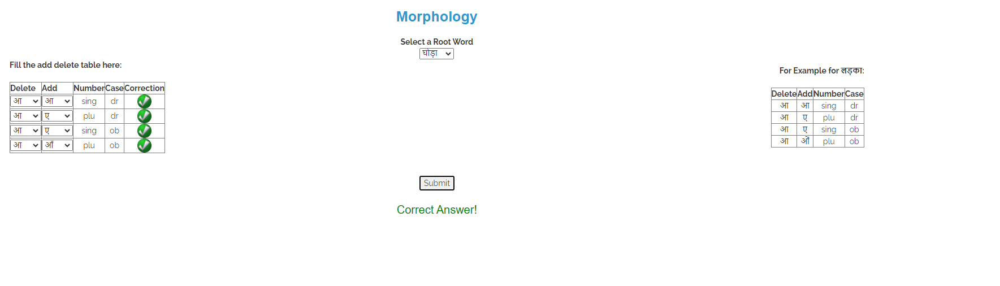 Morphology
Select a Root Word
घोड़ा
Fill the add delete table here:
Delete Add Number Case Correction
आ आ sing dr
आ ए plu dr
आ ए sing ob
आ ओं plu ob
For Example for लड़का:
Delete Add Number Case
आ आ sing dr
आ ए plu dr
आ ए sing ob
आ ओं plu ob
Submit
Correct Answer!